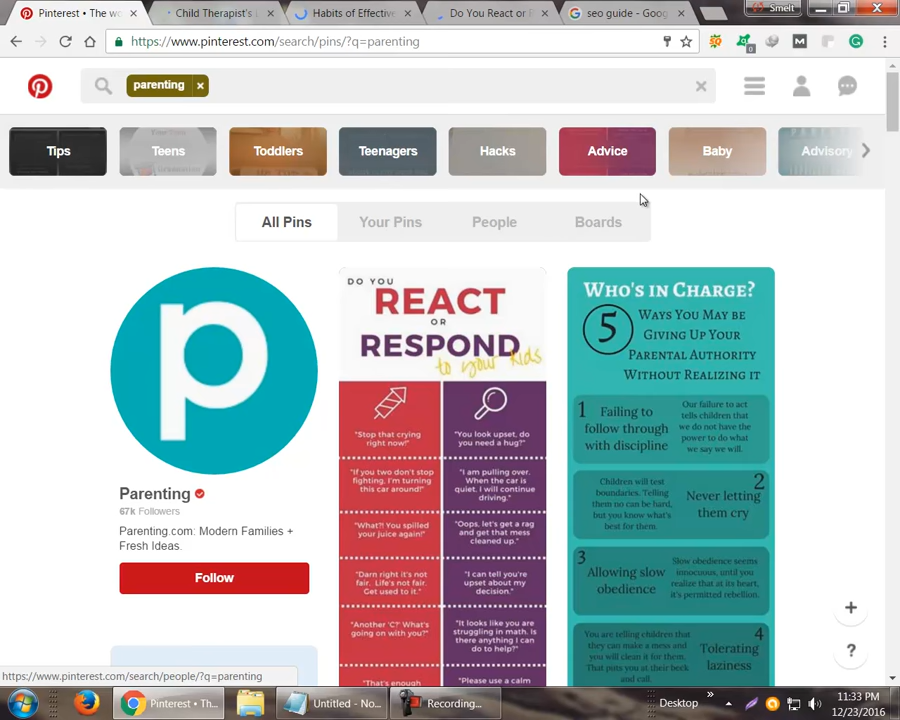 Pinterest • The wo
Child Therapist's L
Habits of Effective
Do You React or R
seo guide - Goog
Smelt
https://www.pinterest.com/search/pins/?q=parenting
0
M
parenting
Tips
Teens
Toddlers
Teenagers
Hacks
Advice
Baby
Advisory
All Pins
Your Pins
People
Boards
p
Parenting
67k Followers
Parenting.com: Modern Families +
Fresh Ideas.
Follow
DO YOU
REACT
OR
RESPOND
to your kids
"Stop that crying
right now!"
"You look upset, do
you need a hug?"
"If you two don't stop
fighting, I'm turning
this car around!"
"I am pulling over.
When the car is
quiet, I will continue
driving."
"What?! You spilled
your juice again!"
"Oops, let's get a rag
and get that mess
cleaned up."
"Darn right it's not
fair. Life's not fair.
Get used to it."
"I can tell you're
upset about my
decision."
"Another 'C'? What's
going on with you?"
"It looks like you are
struggling in math. Is
there anything I can
do to help?"
"That's enough
"Please use a calm
WHO'S IN CHARGE?
5
WAYS YOU MAY BE
GIVING UP YOUR
PARENTAL AUTHORITY
WITHOUT REALIZING IT
1 Failing to
follow through
with discipline
Our failure to act
tells children that
we do not have the
power to do what
we say we will.
Children will test
boundaries. Telling
them no can be hard,
but you know what's
best for them.
2
Never letting
them cry
3
Allowing slow
obedience
Slow obedience seems
innocuous, until you
realize that at its heart,
it's permitted rebellion.
You are telling children that
they can make a mess and
you will clean it for them.
That puts you at their beck
and call.
4
Tolerating
laziness
+
?
https://www.pinterest.com/search/people/?q=parenting
Pinterest • Th...
Untitled - No...
Recording...
Desktop
11:33 PM
12/23/2016